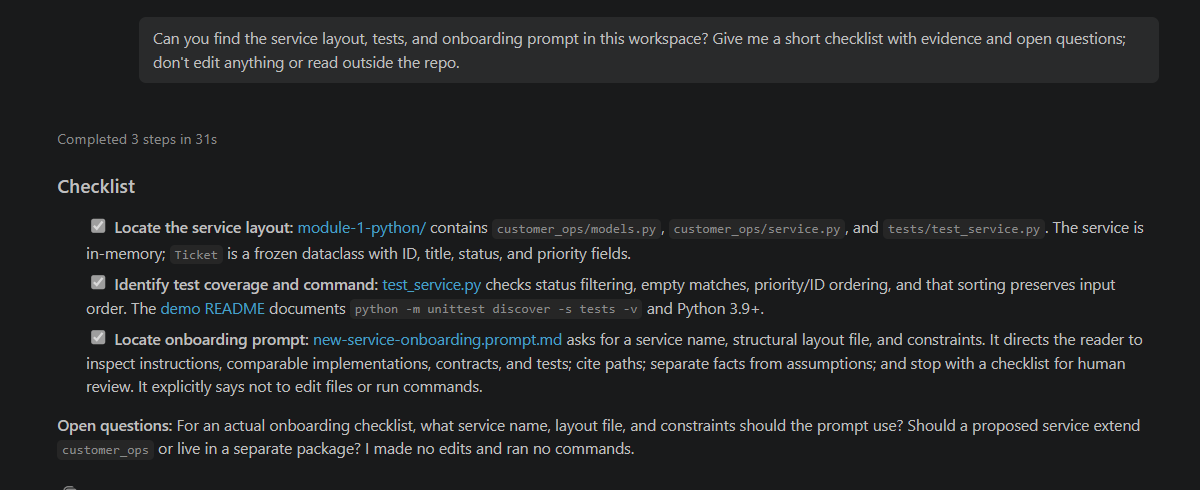 Can you find the service layout, tests, and onboarding prompt in this workspace? Give me a short checklist with evidence and open questions;
don't edit anything or read outside the repo.
Completed 3 steps in 31s
Checklist
Locate the service layout: module-1-python/ contains customer_ops/models.py, customer_ops/service.py, and tests/test_service.py. The service is
in-memory; Ticket is a frozen dataclass with ID, title, status, and priority fields.
Identify test coverage and command: test_service.py checks status filtering, empty matches, priority/ID ordering, and that sorting preserves input
order. The demo README documents python -m unittest discover -s tests -v and Python 3.9+.
Locate onboarding prompt: new-service-onboarding.prompt.md asks for a service name, structural layout file, and constraints. It directs the reader to
inspect instructions, comparable implementations, contracts, and tests; cite paths; separate facts from assumptions; and stop with a checklist for human
review. It explicitly says not to edit files or run commands.
Open questions: For an actual onboarding checklist, what service name, layout file, and constraints should the prompt use? Should a proposed service extend
customer_ops or live in a separate package? I made no edits and ran no commands.